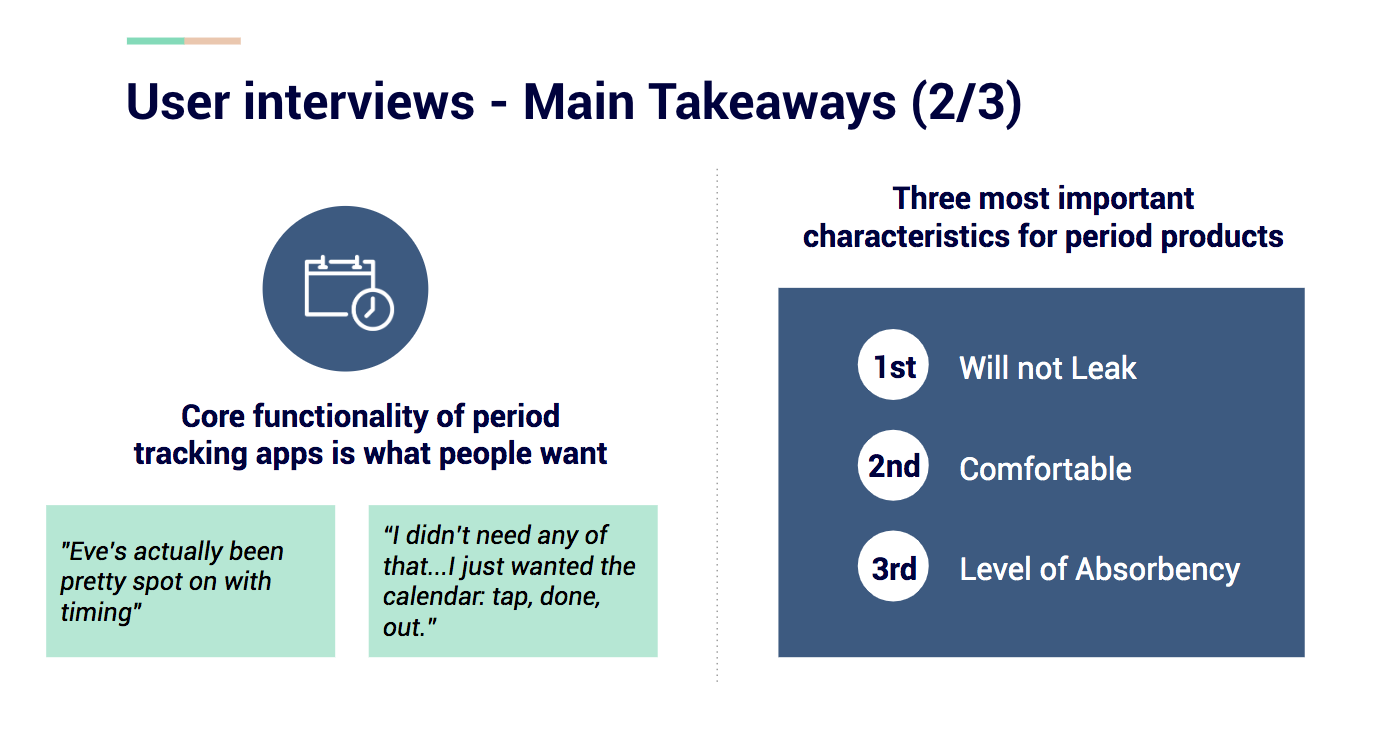 User interviews - Main Takeaways (2/3)
Core functionality of period
tracking apps is what people want
"Eve's actually been
pretty spot on with
timing"
“I didn't need any of
that...I just wanted the
calendar: tap, done,
out."
Three most important
characteristics for period products
1st Will not Leak
2nd Comfortable
3rd Level of Absorbency